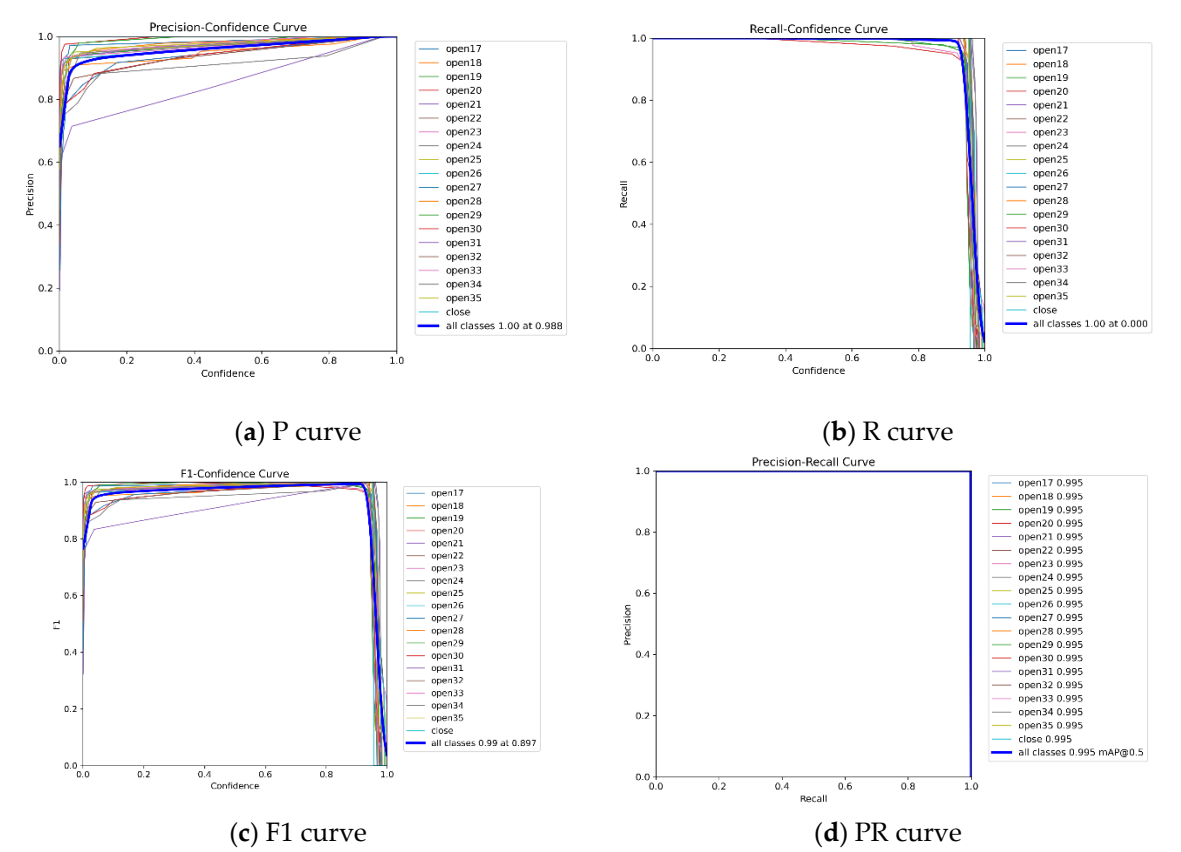 Precision-Confidence Curve
1.0
0.8
0.6
0.4
0.2
0.0
0.0 0.2 0.4 0.6 0.8 1.0
Precision
Confidence
open17
open18
open19
open20
open21
open22
open23
open24
open25
open26
open27
open28
open29
open30
open31
open32
open33
open34
open35
close
all classes 1.00 at 0.988
(a) P curve
Recall-Confidence Curve
1.0
0.8
0.6
0.4
0.2
0.0
0.0 0.2 0.4 0.6 0.8 1.0
Recall
Confidence
open17
open18
open19
open20
open21
open22
open23
open24
open25
open26
open27
open28
open29
open30
open31
open32
open33
open34
open35
close
all classes 1.00 at 0.000
(b) R curve
F1-Confidence Curve
1.0
0.8
0.6
0.4
0.2
0.0
0.0 0.2 0.4 0.6 0.8 1.0
F1
Confidence
open17
open18
open19
open20
open21
open22
open23
open24
open25
open26
open27
open28
open29
open30
open31
open32
open33
open34
open35
close
all classes 0.99 at 0.897
(c) F1 curve
Precision-Recall Curve
1.0
0.8
0.6
0.4
0.2
0.0
0.0 0.2 0.4 0.6 0.8 1.0
Precision
Recall
open17 0.995
open18 0.995
open19 0.995
open20 0.995
open21 0.995
open22 0.995
open23 0.995
open24 0.995
open25 0.995
open26 0.995
open27 0.995
open28 0.995
open29 0.995
open30 0.995
open31 0.995
open32 0.995
open33 0.995
open34 0.995
open35 0.995
close 0.995
all classes 0.995 mAP@0.5
(d) PR curve